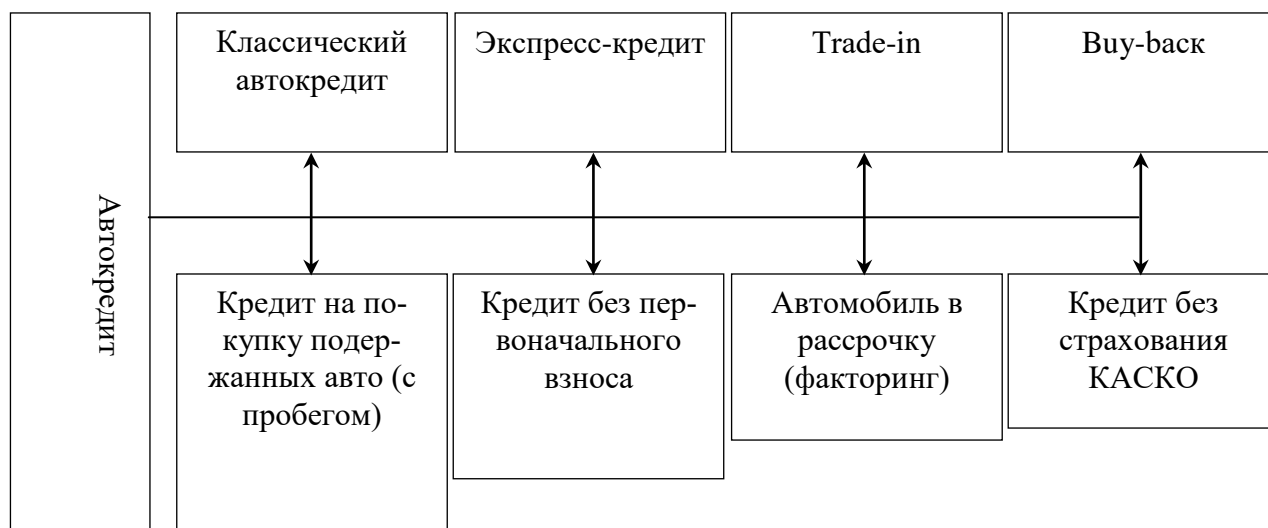 Автокредит
Классический
автокредит
Экспресс-кредит
Trade-in
Buy-back
Кредит на по-
купку подер-
жанных авто (с
пробегом)
Кредит без пер-
воначального
взноса
Автомобиль в
рассрочку
(факторинг)
Кредит без
страхования
КАСКО